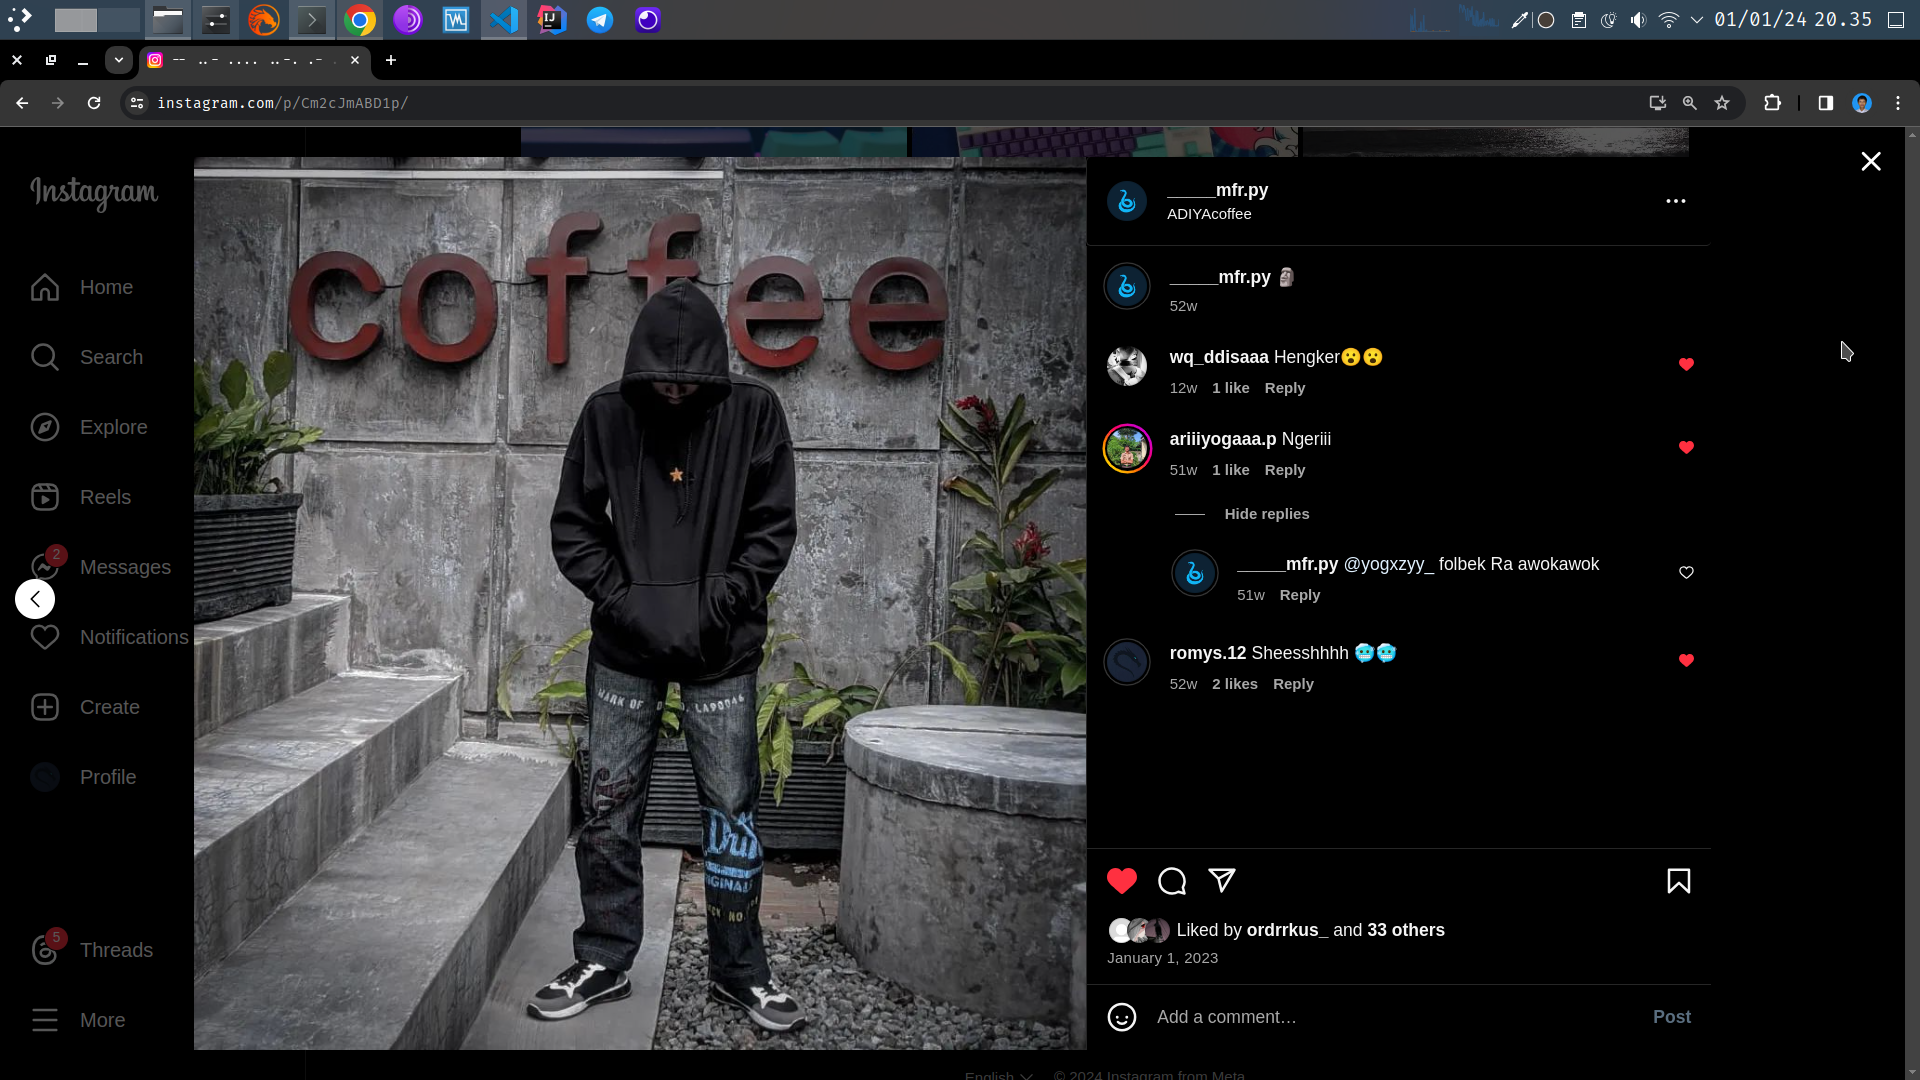 01/01/24 20.35
instagram.com/p/Cm2cJmABD1p/
Instagram
Home
Search
Explore
Reels
2
Messages
Notifications
Create
Profile
5
Threads
More
coffee
MARK OF
LA90046
_____mfr.py
ADIYAcoffee
_____mfr.py 🗿
52w
wq_ddisaaa Hengker😮😮
12w 1 like Reply
ariiiyogaaa.p Ngeriii
51w 1 like Reply
Hide replies
_____mfr.py @yogxzyy_ folbek Ra awokawok
51w Reply
romys.12 Sheesshhhh 🥶🥶
52w 2 likes Reply
Liked by ordrrkus_ and 33 others
January 1, 2023
Add a comment…
Post
English
© 2024 Instagram from Meta